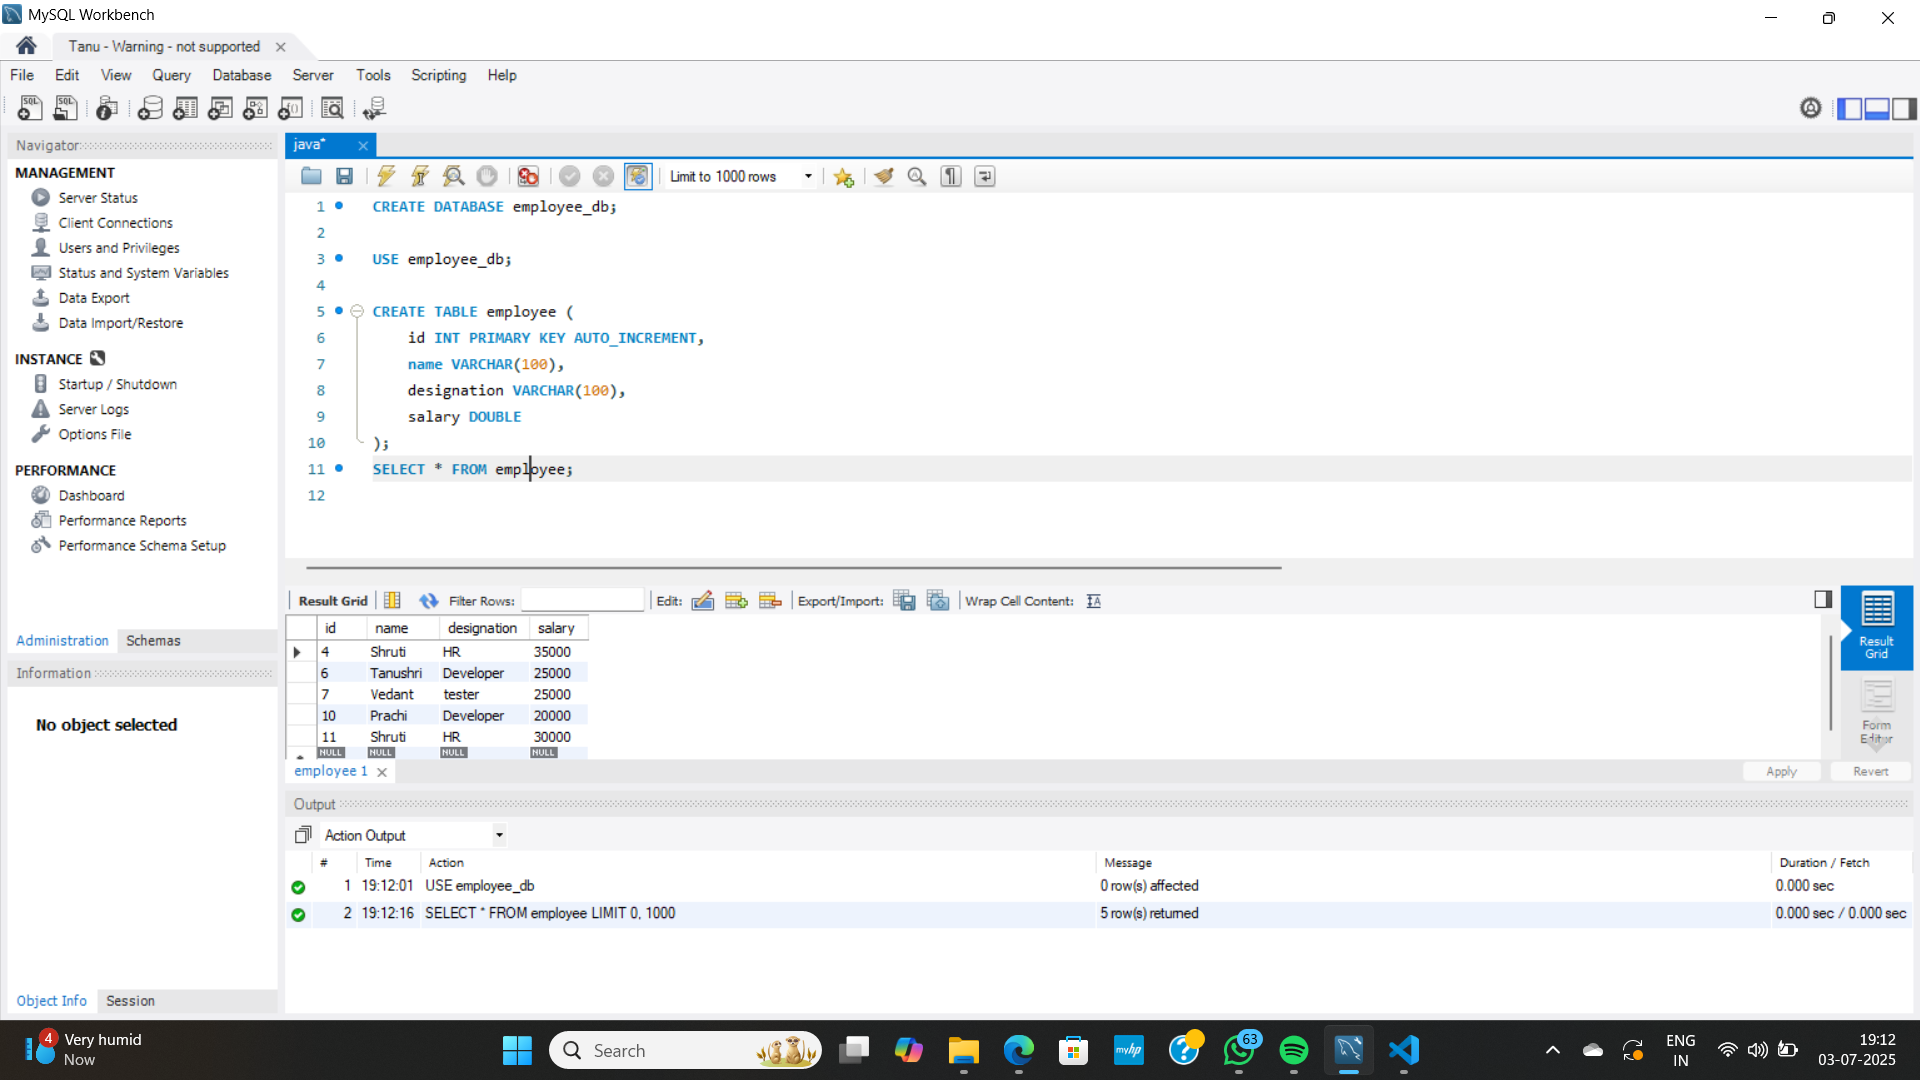 MySQL Workbench
Tanu - Warning - not supported
File Edit View Query Database Server Tools Scripting Help
SQL SQL
Navigator
MANAGEMENT
Server Status
Client Connections
Users and Privileges
Status and System Variables
Data Export
Data Import/Restore
INSTANCE
Startup / Shutdown
Server Logs
Options File
PERFORMANCE
Dashboard
Performance Reports
Performance Schema Setup
Administration Schemas
Information
No object selected
Object Info Session
java*
Limit to 1000 rows
1 CREATE DATABASE employee_db;
2
3 USE employee_db;
4
5 CREATE TABLE employee (
6 id INT PRIMARY KEY AUTO_INCREMENT,
7 name VARCHAR(100),
8 designation VARCHAR(100),
9 salary DOUBLE
10 );
11 SELECT * FROM employee;
12
Result Grid Filter Rows: Edit: Export/Import: Wrap Cell Content: IA
id name designation salary
4 Shruti HR 35000
6 Tanushri Developer 25000
7 Vedant tester 25000
10 Prachi Developer 20000
11 Shruti HR 30000
NULL NULL NULL NULL
Result
Grid
Form
Editor
employee 1 Apply Revert
Output
Action Output
# Time Action Message Duration / Fetch
1 19:12:01 USE employee_db 0 row(s) affected 0.000 sec
2 19:12:16 SELECT * FROM employee LIMIT 0, 1000 5 row(s) returned 0.000 sec / 0.000 sec
4 Very humid
Now
Search
myhp
63
ENG
IN
19:12
03-07-2025